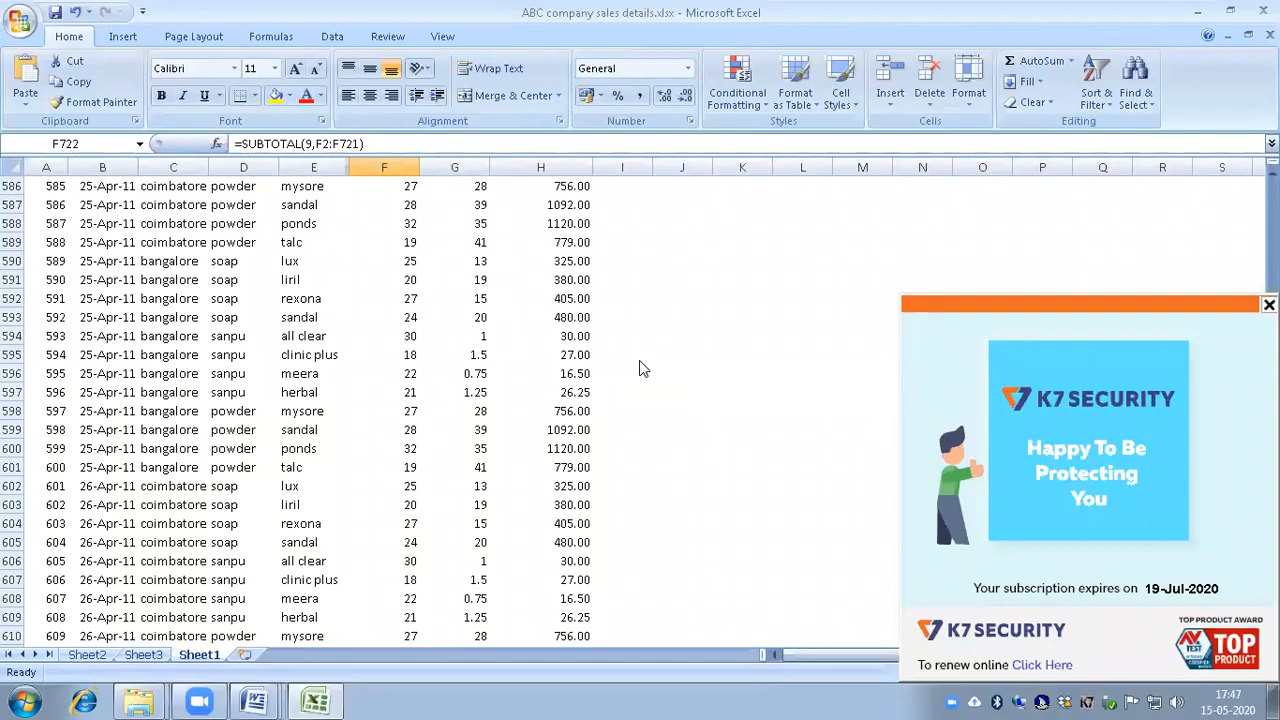 ABC company sales details.xlsx - Microsoft Excel
Home Insert Page Layout Formulas Data Review View
Paste Cut Copy Format Painter Clipboard
Calibri 11 B I U Font
Wrap Text Merge & Center Alignment
General % , Number
Conditional Formatting Format as Table Cell Styles Styles
Insert Delete Format Cells
Σ AutoSum Fill Clear Sort & Filter Find & Select Editing
F722 fx =SUBTOTAL(9,F2:F721)
A B C D E F G H I J K L M N O P Q R S
586 585 25-Apr-11 coimbatore powder mysore 27 28 756.00
587 586 25-Apr-11 coimbatore powder sandal 28 39 1092.00
588 587 25-Apr-11 coimbatore powder ponds 32 35 1120.00
589 588 25-Apr-11 coimbatore powder talc 19 41 779.00
590 589 25-Apr-11 bangalore soap lux 25 13 325.00
591 590 25-Apr-11 bangalore soap liril 20 19 380.00
592 591 25-Apr-11 bangalore soap rexona 27 15 405.00
593 592 25-Apr-11 bangalore soap sandal 24 20 480.00
594 593 25-Apr-11 bangalore sanpu all clear 30 1 30.00
595 594 25-Apr-11 bangalore sanpu clinic plus 18 1.5 27.00
596 595 25-Apr-11 bangalore sanpu meera 22 0.75 16.50
597 596 25-Apr-11 bangalore sanpu herbal 21 1.25 26.25
598 597 25-Apr-11 bangalore powder mysore 27 28 756.00
599 598 25-Apr-11 bangalore powder sandal 28 39 1092.00
600 599 25-Apr-11 bangalore powder ponds 32 35 1120.00
601 600 25-Apr-11 bangalore powder talc 19 41 779.00
602 601 26-Apr-11 coimbatore soap lux 25 13 325.00
603 602 26-Apr-11 coimbatore soap liril 20 19 380.00
604 603 26-Apr-11 coimbatore soap rexona 27 15 405.00
605 604 26-Apr-11 coimbatore soap sandal 24 20 480.00
606 605 26-Apr-11 coimbatore sanpu all clear 30 1 30.00
607 606 26-Apr-11 coimbatore sanpu clinic plus 18 1.5 27.00
608 607 26-Apr-11 coimbatore sanpu meera 22 0.75 16.50
609 608 26-Apr-11 coimbatore sanpu herbal 21 1.25 26.25
610 609 26-Apr-11 coimbatore powder mysore 27 28 756.00
Sheet2 Sheet3 Sheet1
Ready
K7 SECURITY
Happy To Be
Protecting
You
Your subscription expires on 19-Jul-2020
K7 SECURITY
To renew online Click Here
TOP PRODUCT AWARD
AV TEST TOP PRODUCT
17:47
15-05-2020